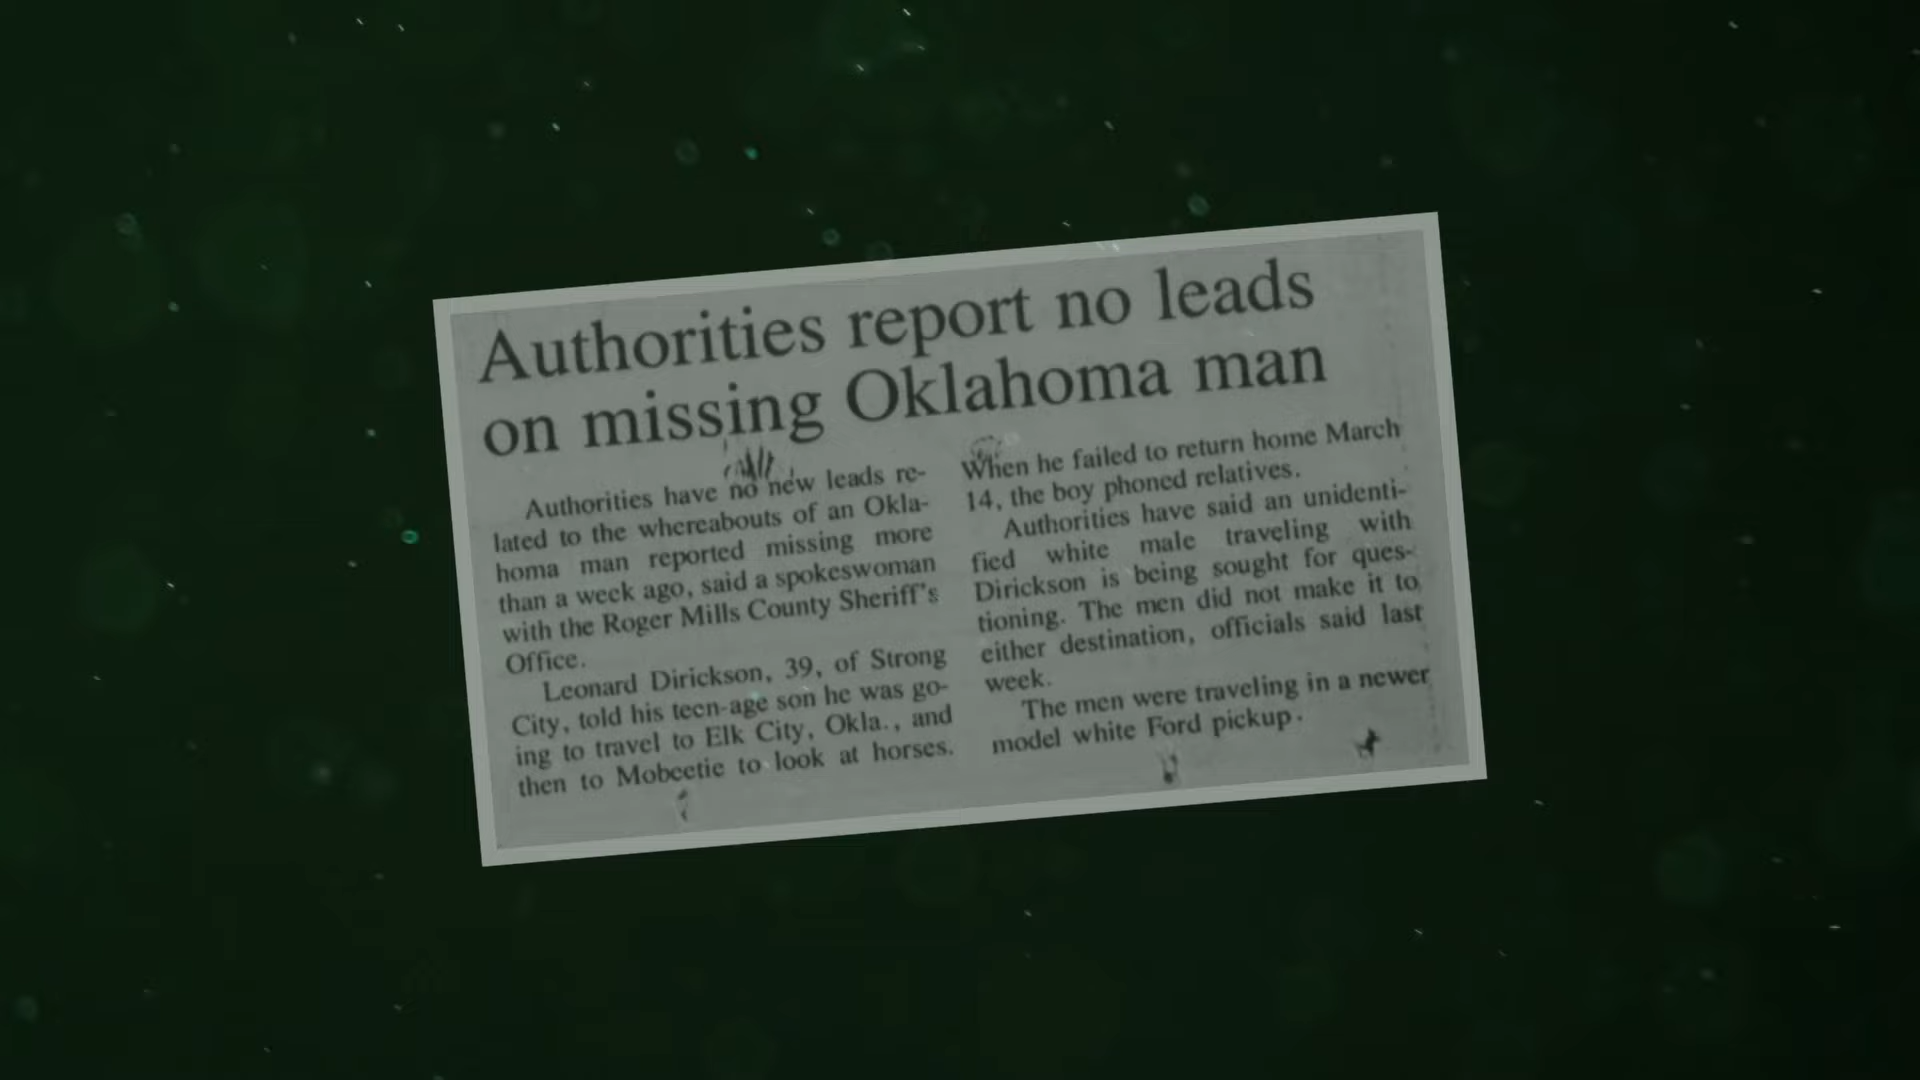 Authorities report no leads
on missing Oklahoma man
Authorities have no new leads re-
lated to the whereabouts of an Okla-
homa man reported missing more
than a week ago, said a spokeswoman
with the Roger Mills County Sheriff's
Office.
Leonard Dirickson, 39, of Strong
City, told his teen-age son he was go-
ing to travel to Elk City, Okla., and
then to Mobeetie to look at horses.
When he failed to return home March
14, the boy phoned relatives.
Authorities have said an unidenti-
fied white male traveling with
Dirickson is being sought for ques-
tioning. The men did not make it to
either destination, officials said last
week.
The men were traveling in a newer
model white Ford pickup.